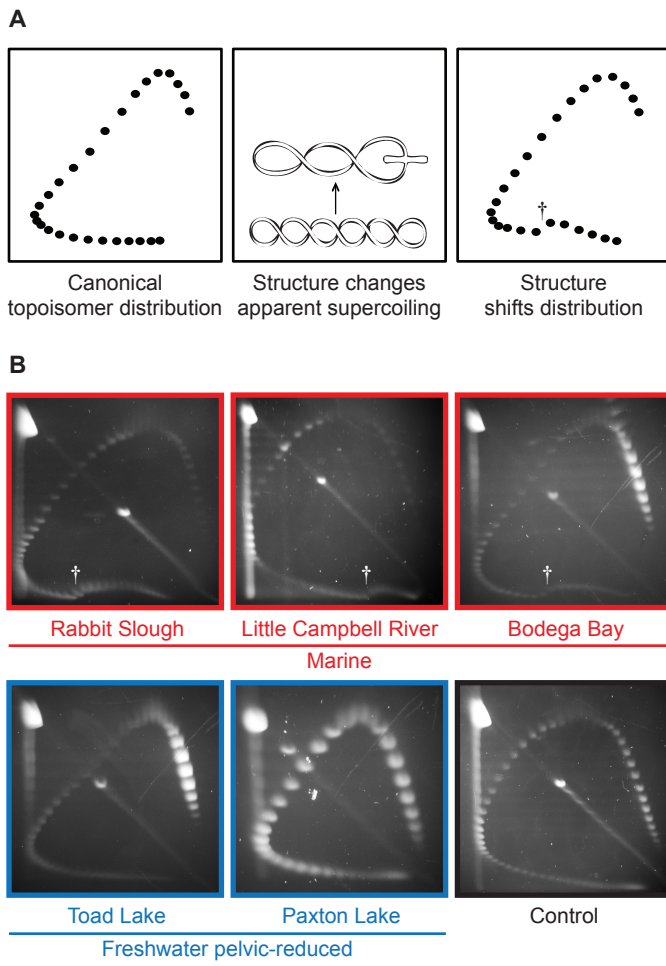 A
†
Canonical
topoisomer distribution
Structure changes
apparent supercoiling
Structure
shifts distribution
B
†
†
†
Rabbit Slough
Little Campbell River
Bodega Bay
Marine
Toad Lake
Paxton Lake
Control
Freshwater pelvic-reduced